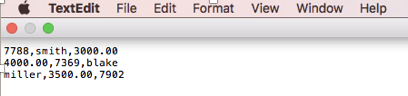 TextEdit File Edit Format View Window Help
7788,smith,3000.00
4000.00,7369,blake
miller,3500.00,7902